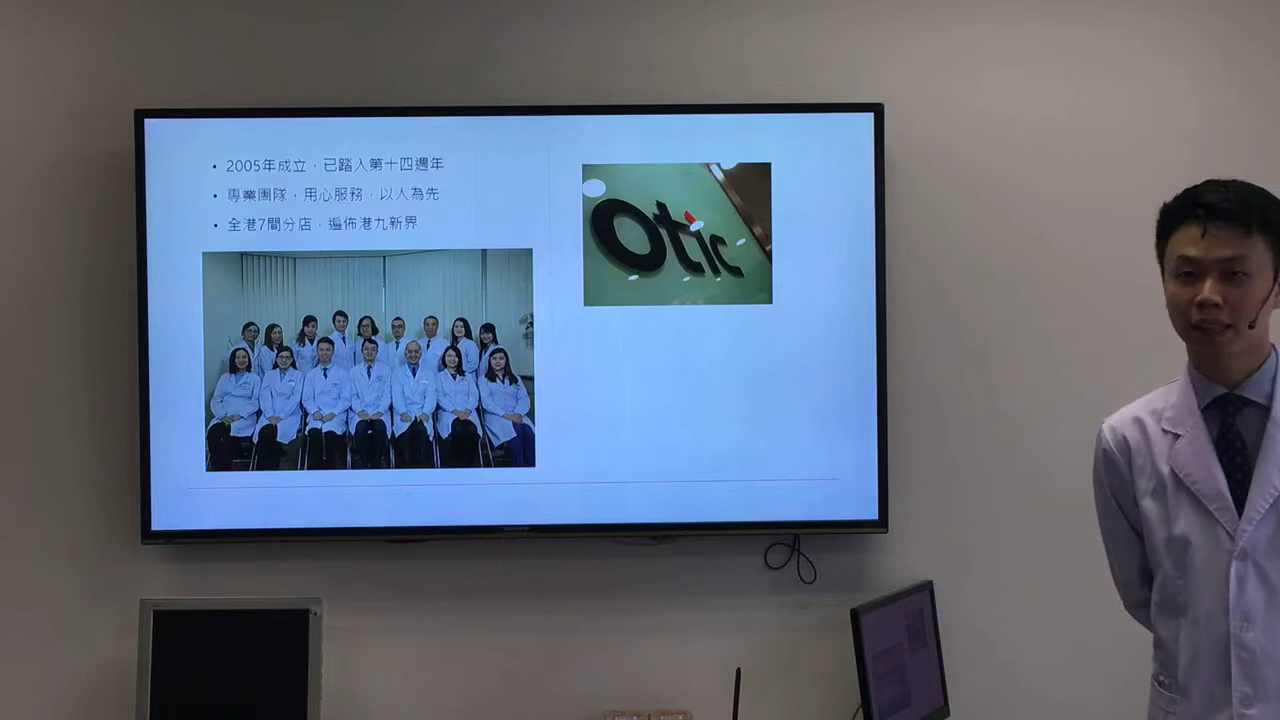 • 2005年成立，已踏入第十四週年
• 專業團隊，用心服務，以人為先
• 全港7間分店，遍佈港九新界
Otic